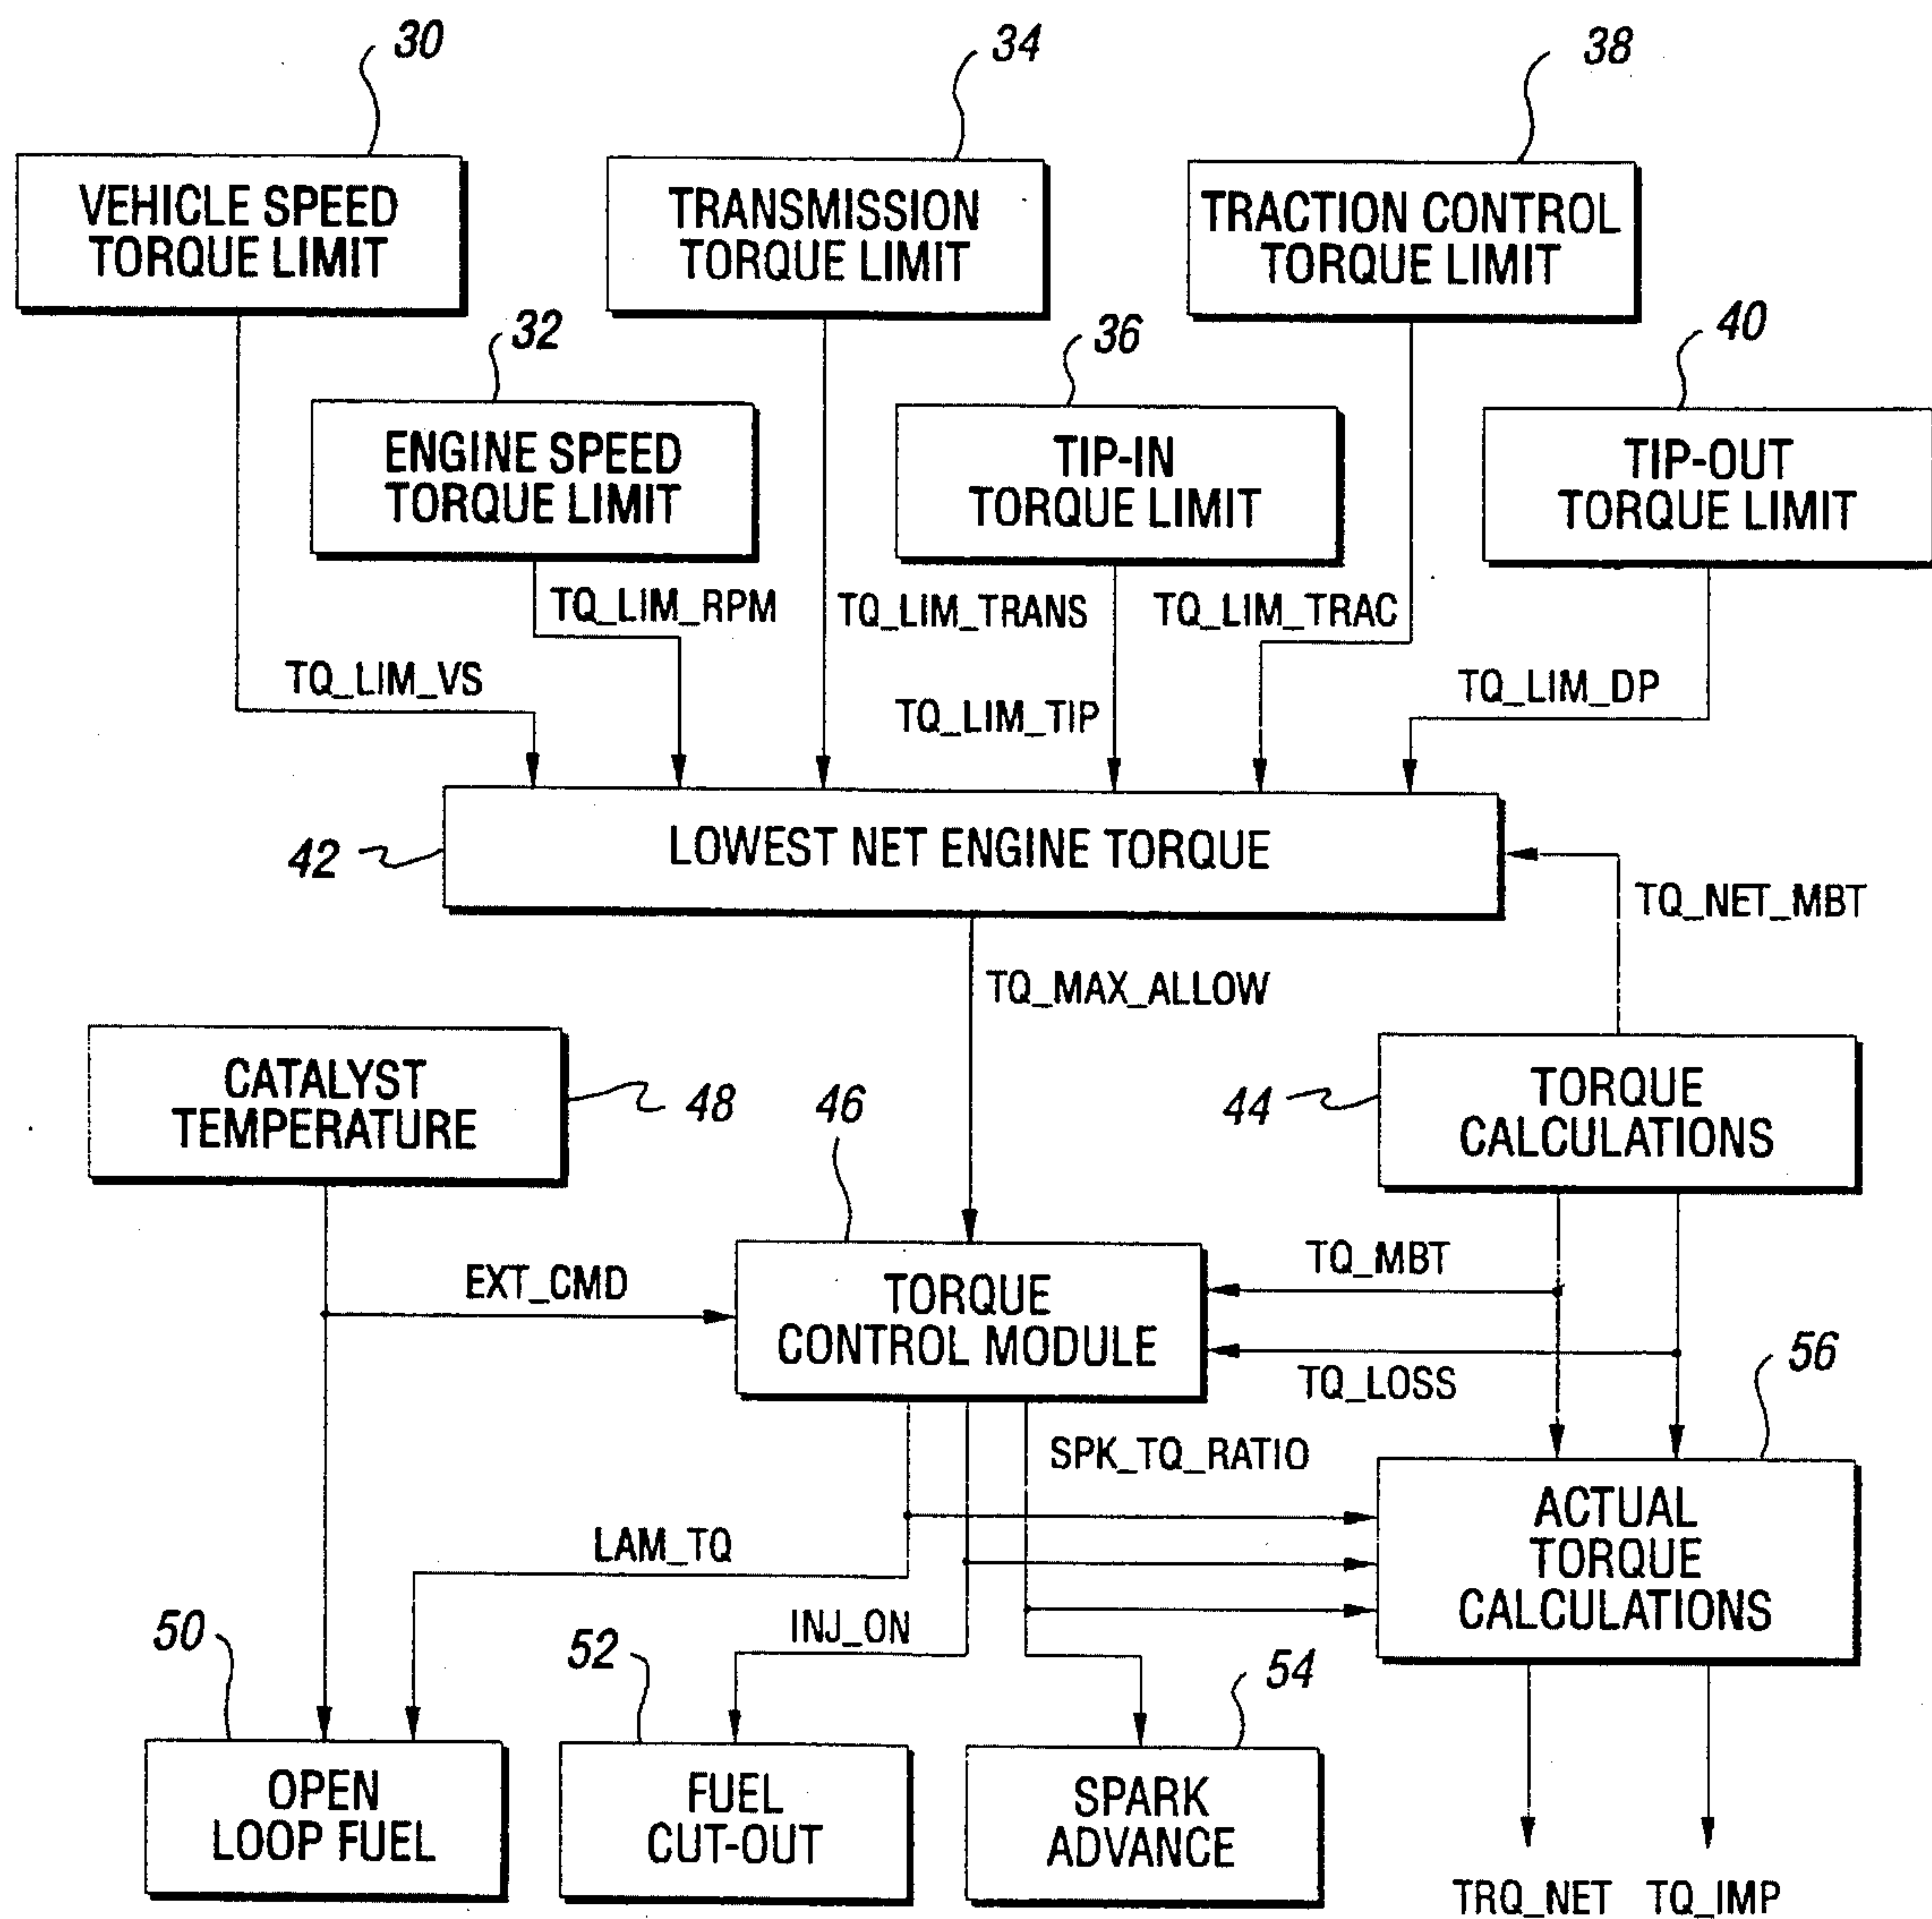 30
34
38
VEHICLE SPEED
TORQUE LIMIT
TRANSMISSION
TORQUE LIMIT
TRACTION CONTROL
TORQUE LIMIT
32
36
40
ENGINE SPEED
TORQUE LIMIT
TIP-IN
TORQUE LIMIT
TIP-OUT
TORQUE LIMIT
TQ_LIM_RPM
TQ_LIM_TRANS
TQ_LIM_TRAC
TQ_LIM_VS
TQ_LIM_TIP
TQ_LIM_DP
42
LOWEST NET ENGINE TORQUE
TQ_NET_MBT
TQ_MAX_ALLOW
CATALYST
TEMPERATURE
48
46
44
TORQUE
CALCULATIONS
EXT_CMD
TORQUE
CONTROL MODULE
TQ_MBT
TQ_LOSS
56
SPK_TQ_RATIO
LAM_TQ
ACTUAL
TORQUE
CALCULATIONS
50
INJ_ON
52
54
OPEN
LOOP FUEL
FUEL
CUT-OUT
SPARK
ADVANCE
TRQ_NET
TQ_IMP